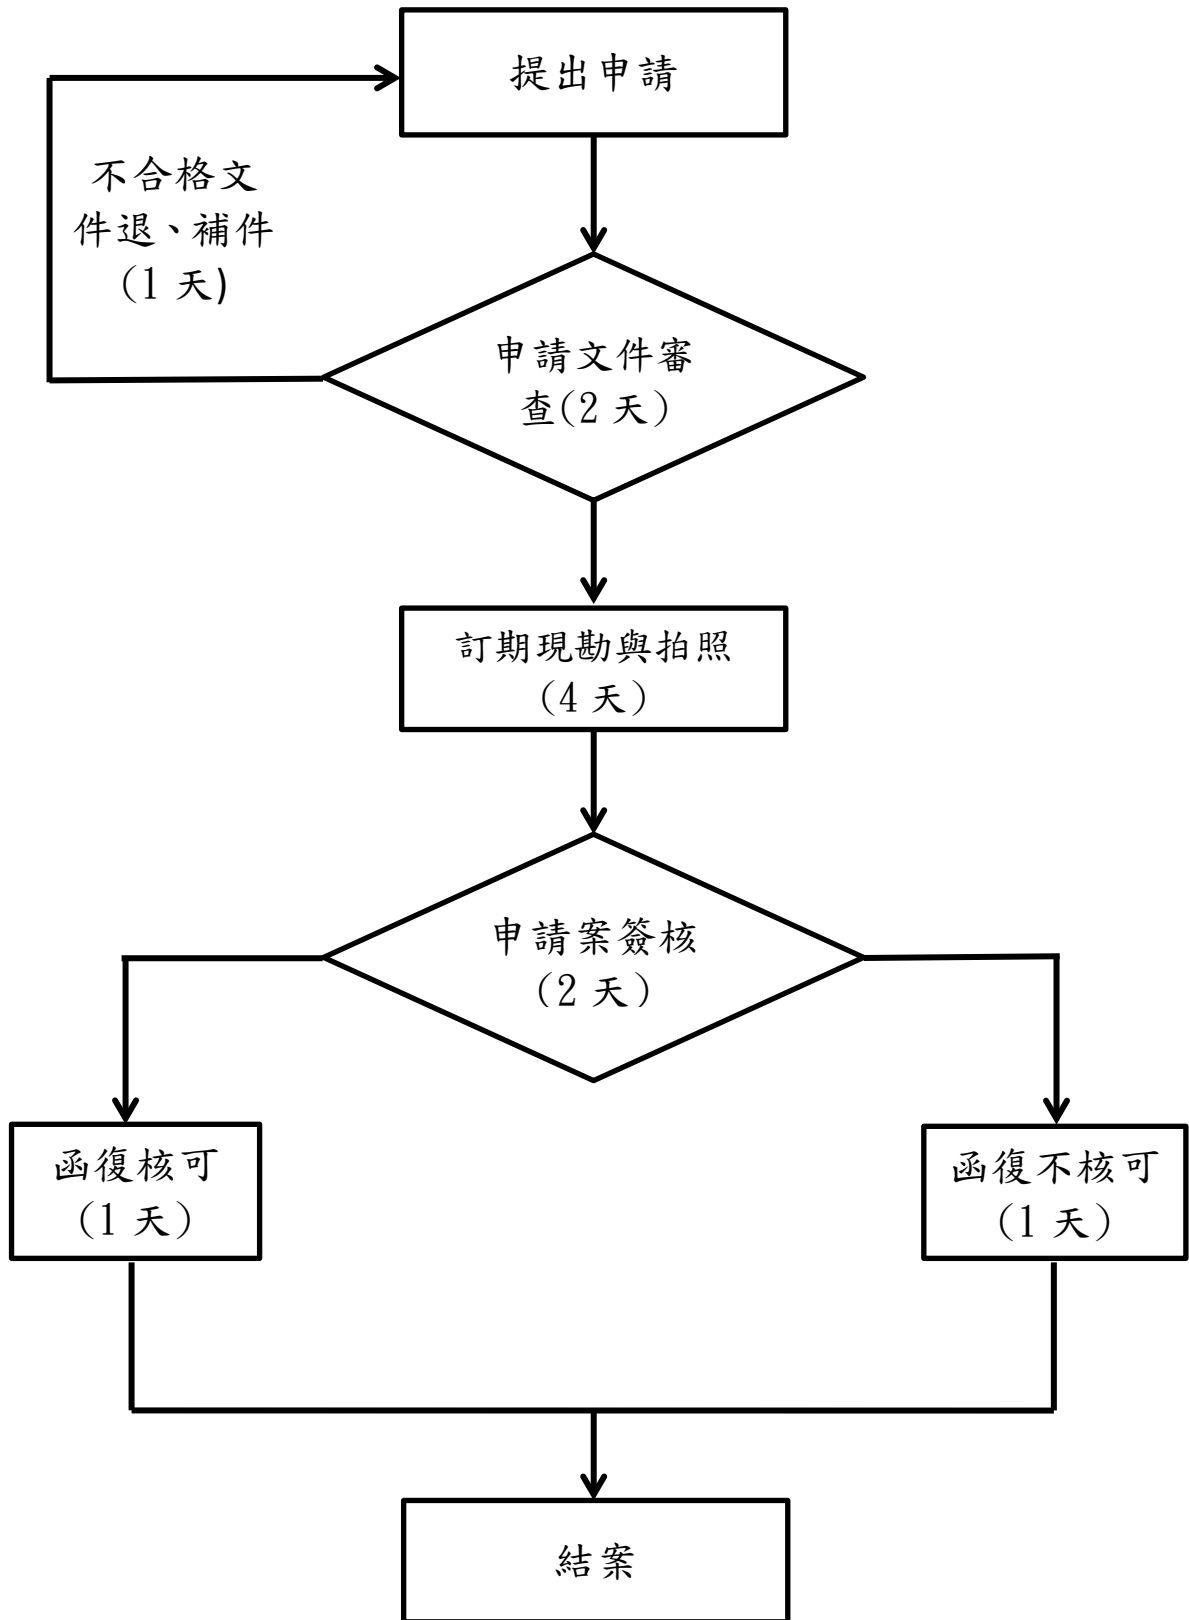 提出申請
不合格文
件退、補件
(1 天)
申請文件審
查(2 天)
訂期現勘與拍照
(4 天)
申請案簽核
(2 天)
函復核可
(1 天)
函復不核可
(1 天)
結案